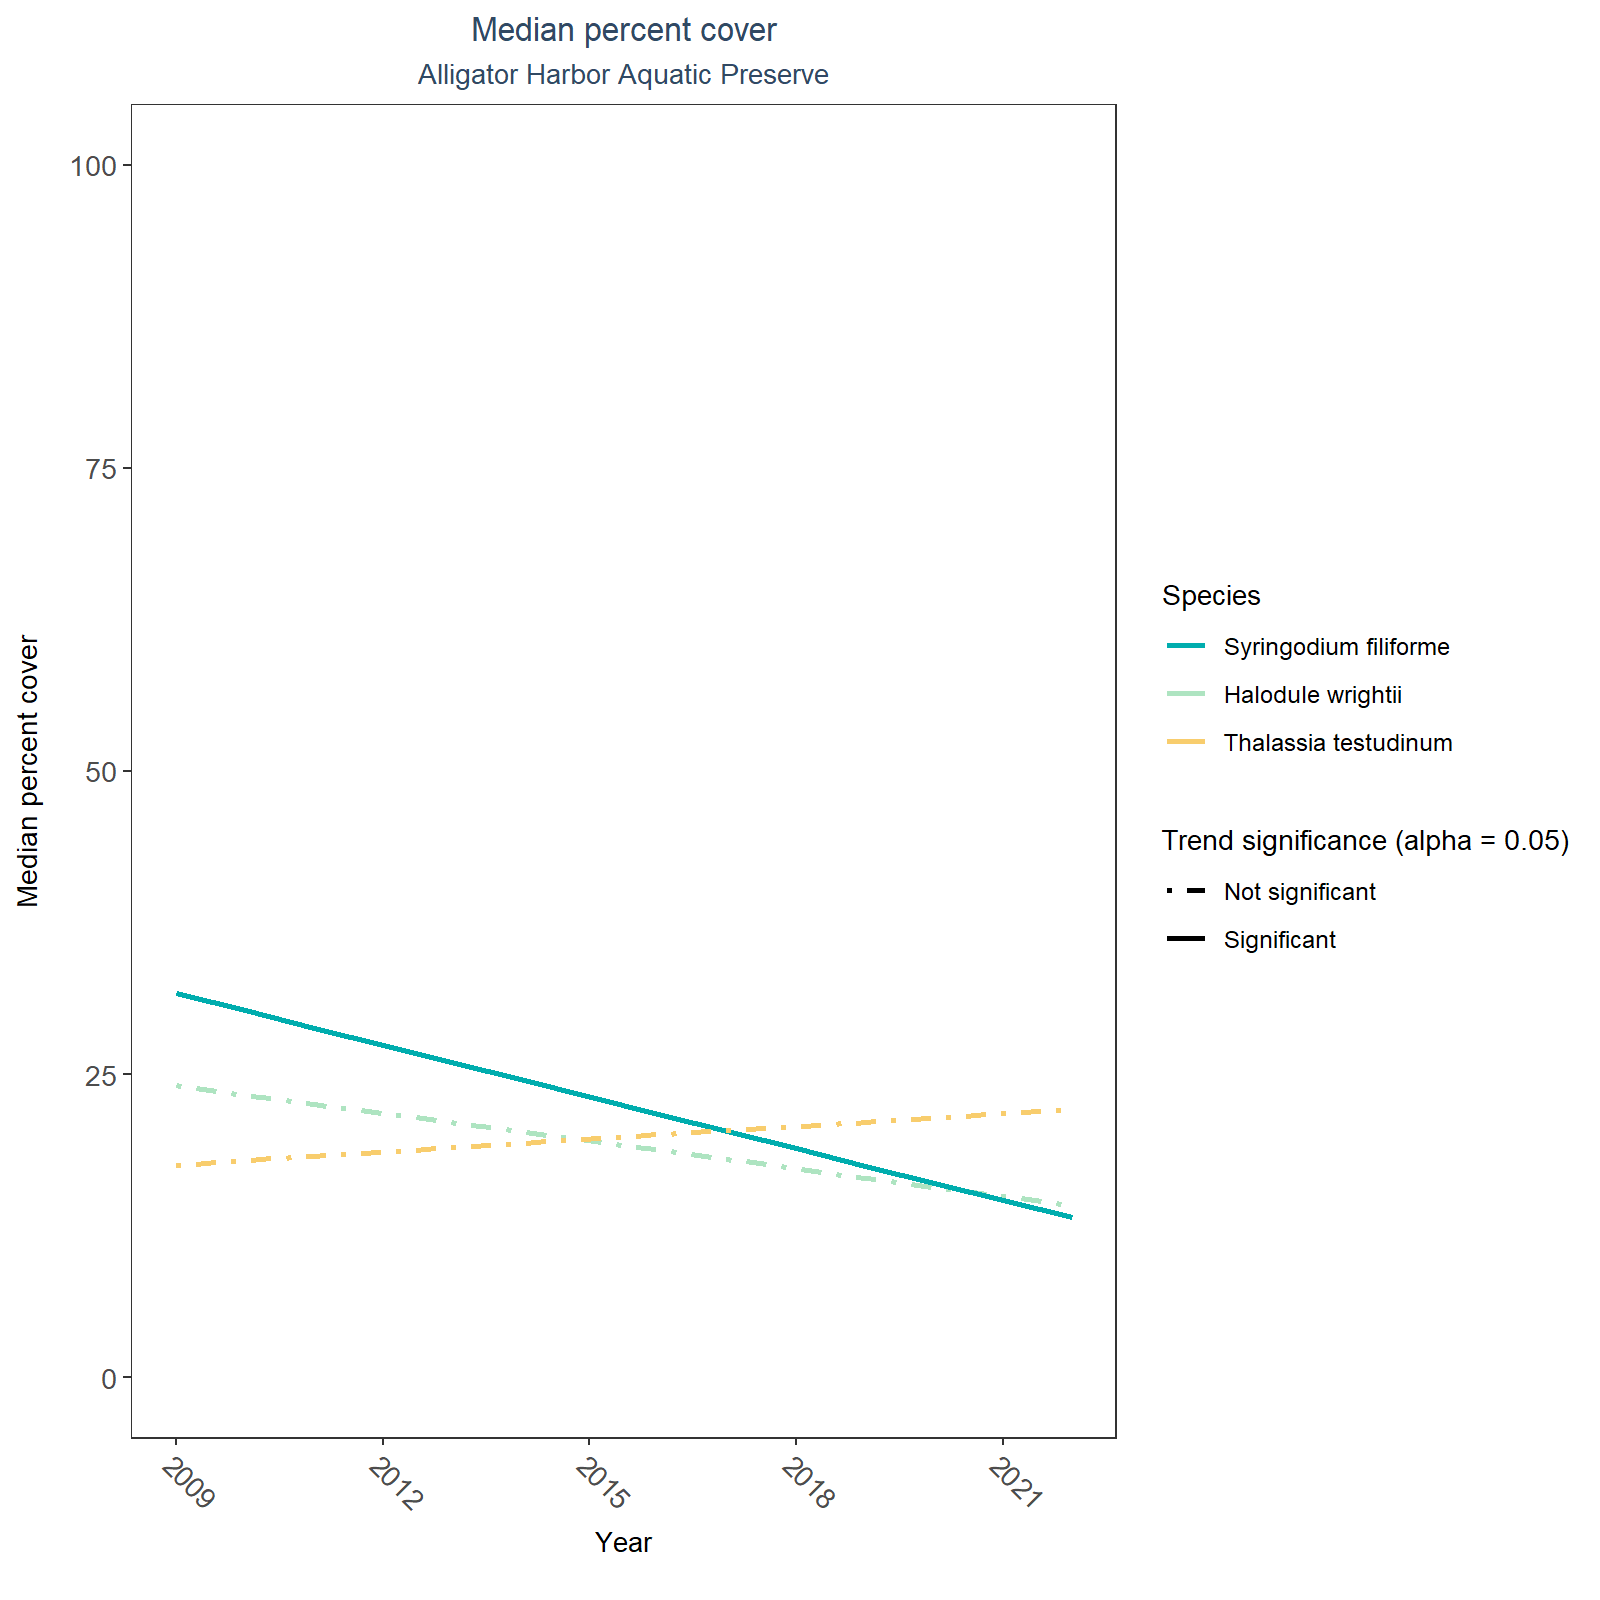 Median percent cover
Alligator Harbor Aquatic Preserve
Median percent cover
100
75
50
25
0
2009
2012
2015
2018
2021
Year
Species
Syringodium filiforme
Halodule wrightii
Thalassia testudinum
Trend significance (alpha = 0.05)
Not significant
Significant